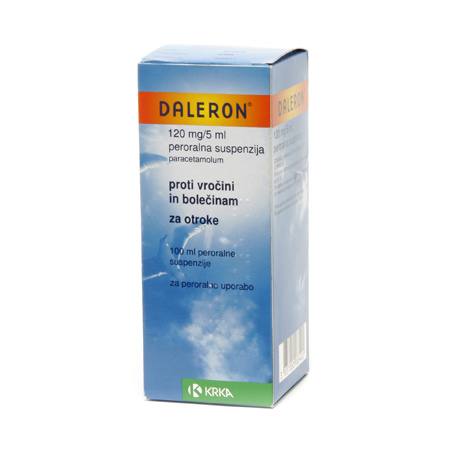 DALERON®
120 mg/5 ml
peroralna suspenzija
paracetamolum
proti vročini
in bolečinam
za otroke
100 ml peroralne
suspenzije
za peroralno uporabo
KRKA